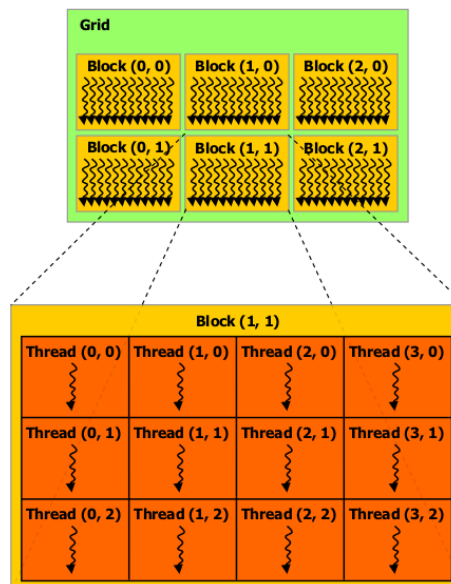 Grid
Block (0, 0) Block (1, 0) Block (2, 0)
Block (0, 1) Block (1, 1) Block (2, 1)
Block (1, 1)
Thread (0, 0) Thread (1, 0) Thread (2, 0) Thread (3, 0)
Thread (0, 1) Thread (1, 1) Thread (2, 1) Thread (3, 1)
Thread (0, 2) Thread (1, 2) Thread (2, 2) Thread (3, 2)